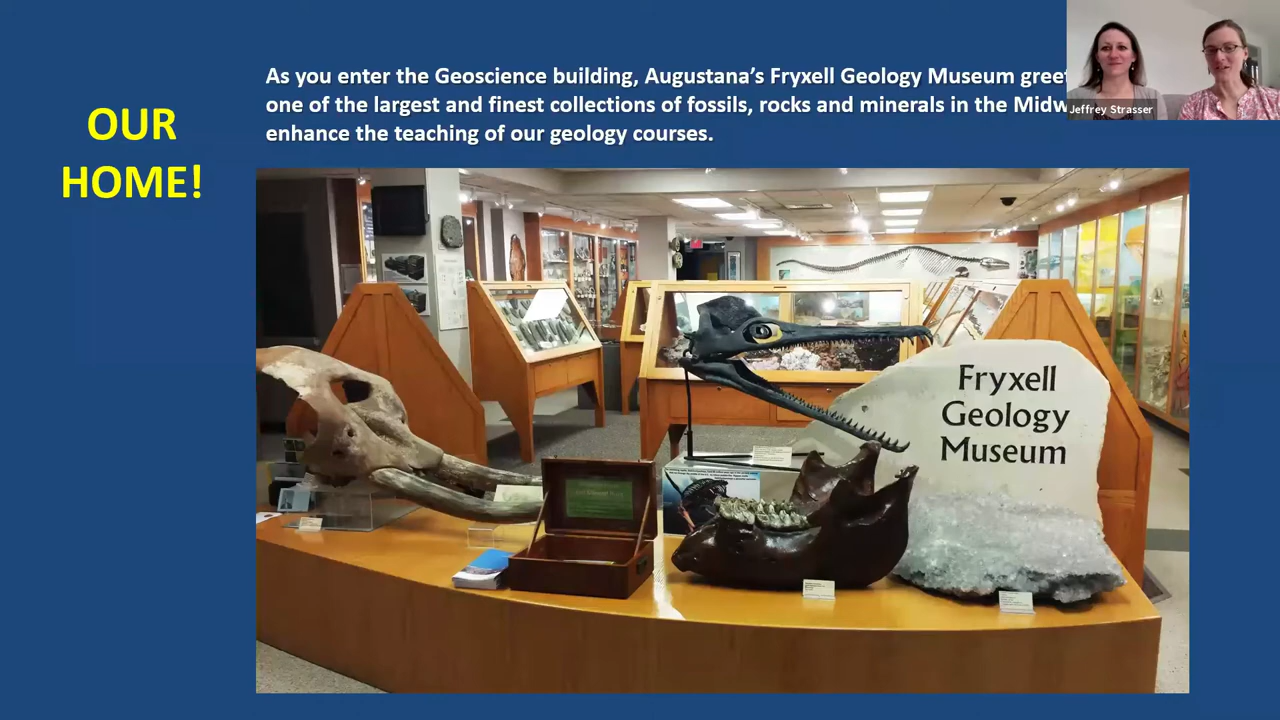 As you enter the Geoscience building, Augustana's Fryxell Geology Museum
one of the largest and finest collections of fossils, rocks and minerals in the
enhance the teaching of our geology courses.
OUR
HOME!
Jeffrey Strasser
Fryxell
Geology
Museum